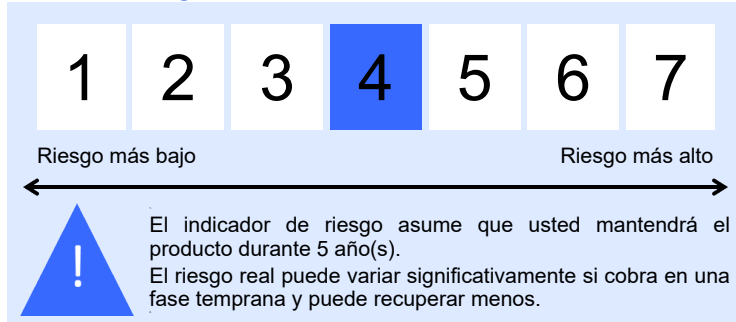 1 2 3 4 5 6 7
Riesgo más bajo Riesgo más alto
!
El indicador de riesgo asume que usted mantendrá el
producto durante 5 año(s).
El riesgo real puede variar significativamente si cobra en una
fase temprana y puede recuperar menos.